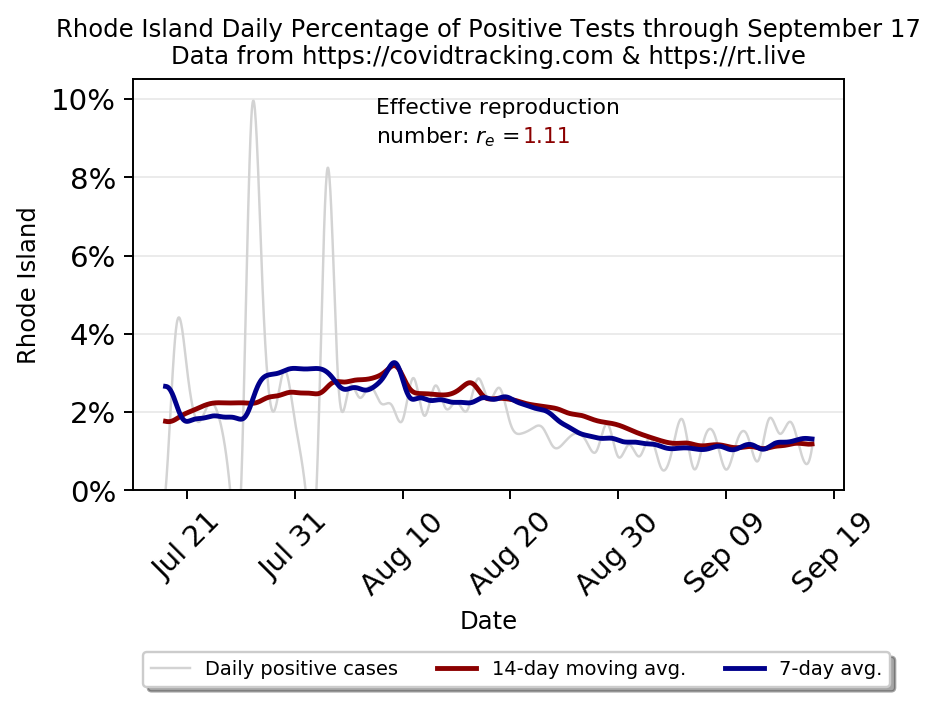 Rhode Island Daily Percentage of Positive Tests through September 17
Data from https://covidtracking.com & https://rt.live
Effective reproduction
number: rₑ =1.11
10%
8%
6%
4%
2%
0%
Rhode Island
Jul 21
Jul 31
Aug 10
Aug 20
Aug 30
Sep 09
Sep 19
Date
Daily positive cases
14-day moving avg.
7-day avg.